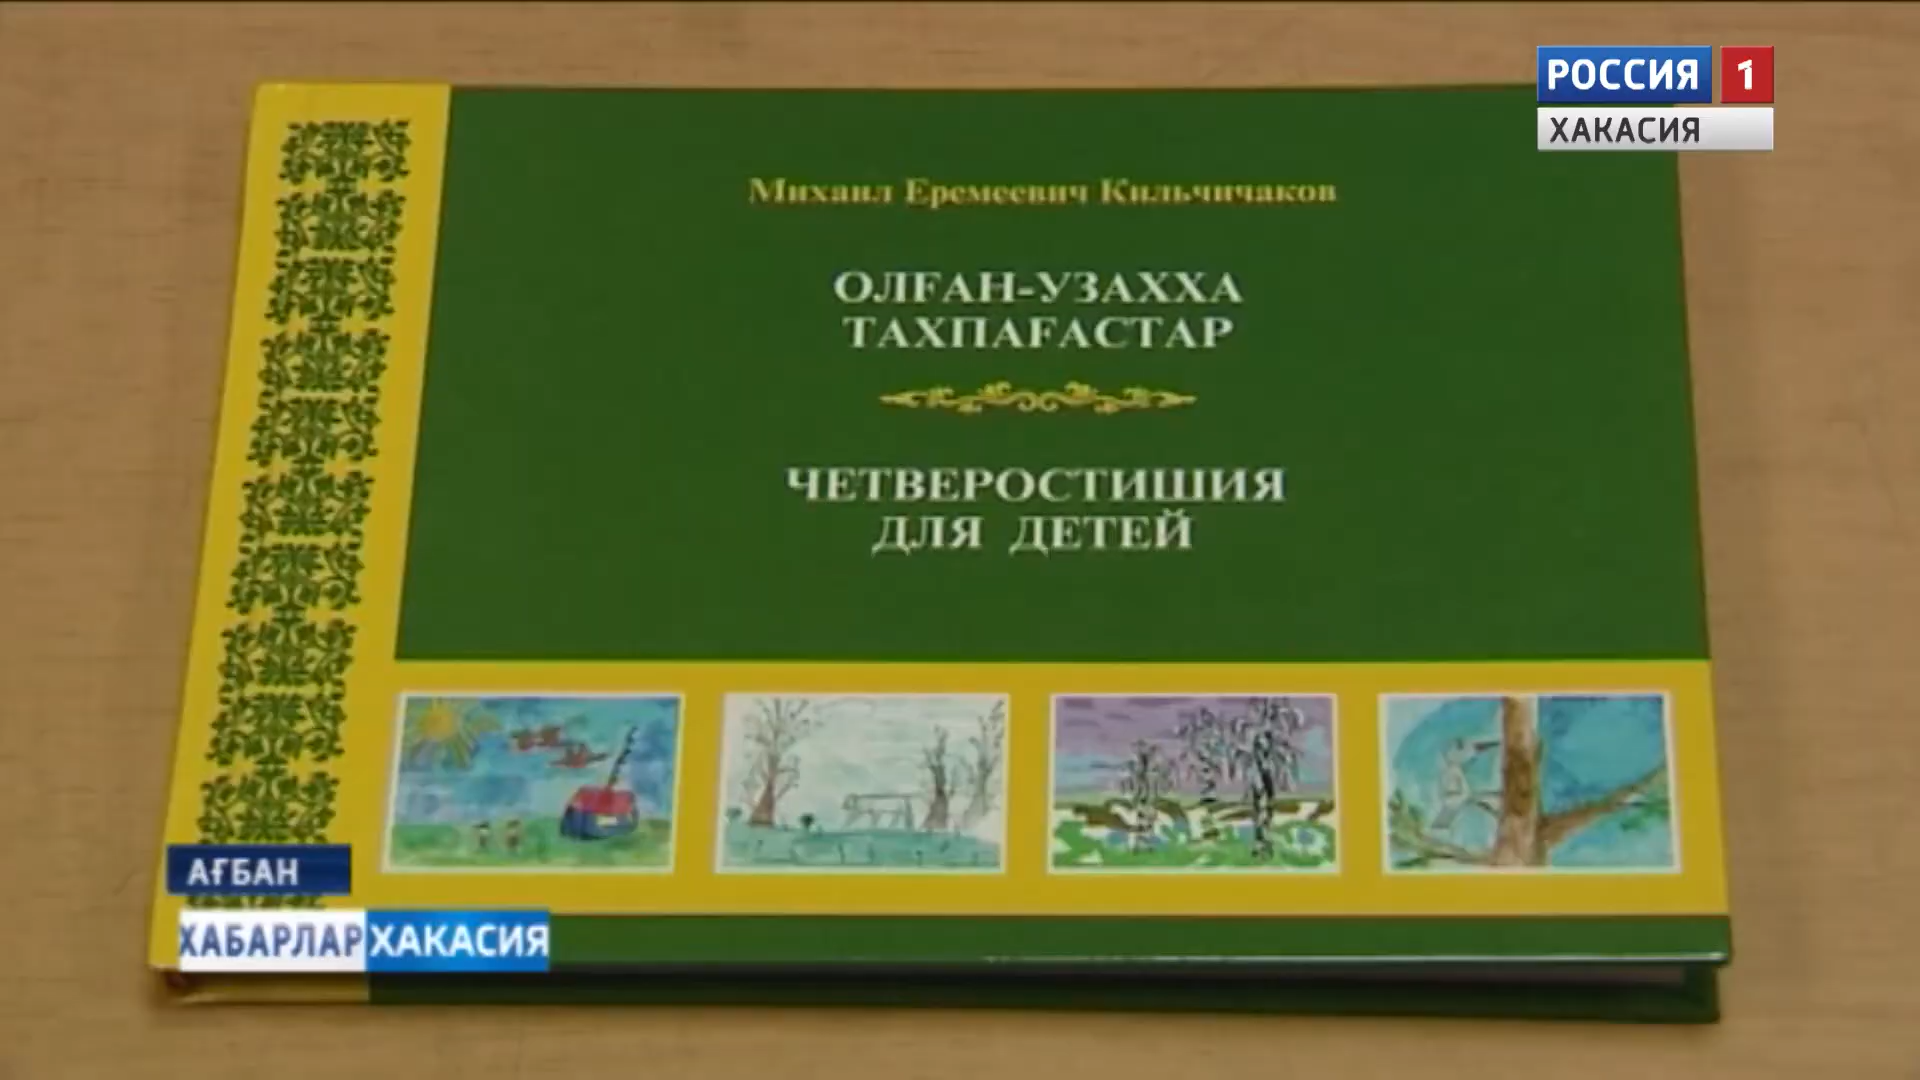 РОССИЯ 1
ХАКАСИЯ
Михаил Еремеевич Кильчичаков
ОЛҒАН-УЗАХХА
ТАХПАҒАСТАР
ЧЕТВЕРОСТИШИЯ
ДЛЯ ДЕТЕЙ
АҒБАН
ХАБАРЛАР ХАКАСИЯ